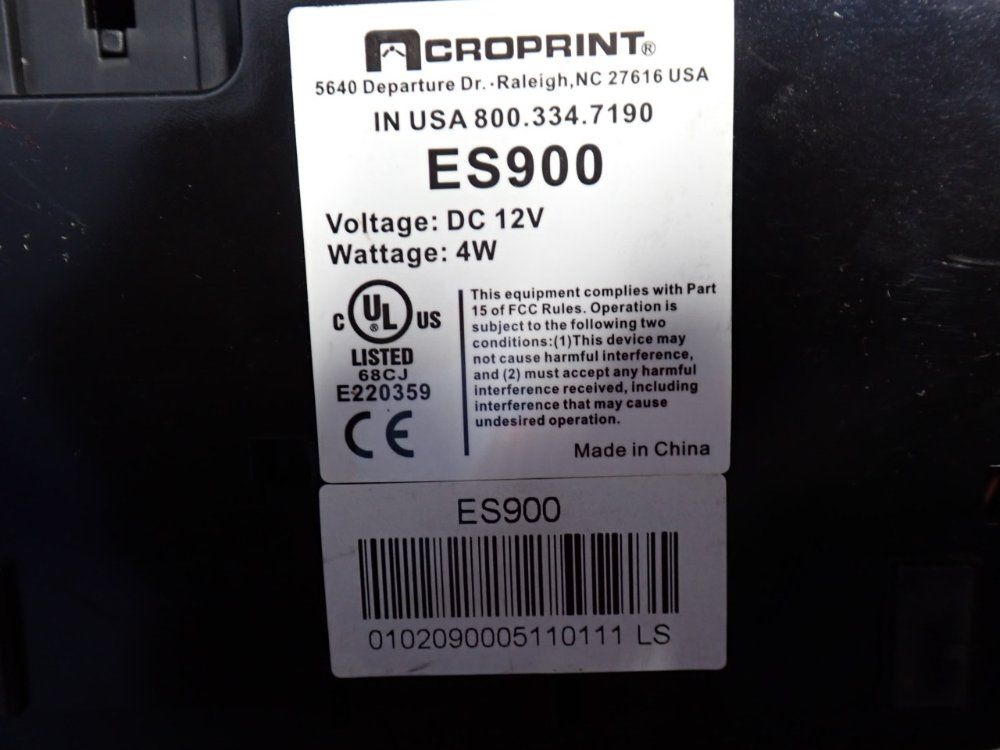 ACROPRINT®
5640 Departure Dr.·Raleigh,NC 27616 USA
IN USA 800.334.7190
ES900
Voltage: DC 12V
Wattage: 4W
C UL ® US
LISTED
68CJ
E220359
CE
This equipment complies with Part
15 of FCC Rules. Operation is
subject to the following two
conditions:(1)This device may
not cause harmful interference,
and (2) must accept any harmful
interference received, including
interference that may cause
undesired operation.
Made in China
ES900
0102090005110111 LS